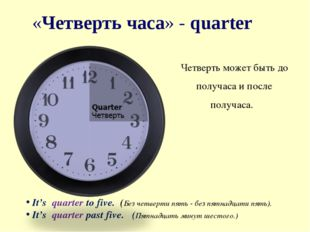 «Четверть часа» - quarter
Четверть может быть до
получаса и после
получаса.
12
1
2
3
4
5
6
7
8
9
10
11
Quarter
Четверть
• It's quarter to five. (Без четверти пять - без пятнадцати пять).
• It's quarter past five. (Пятнадцать минут шестого.)